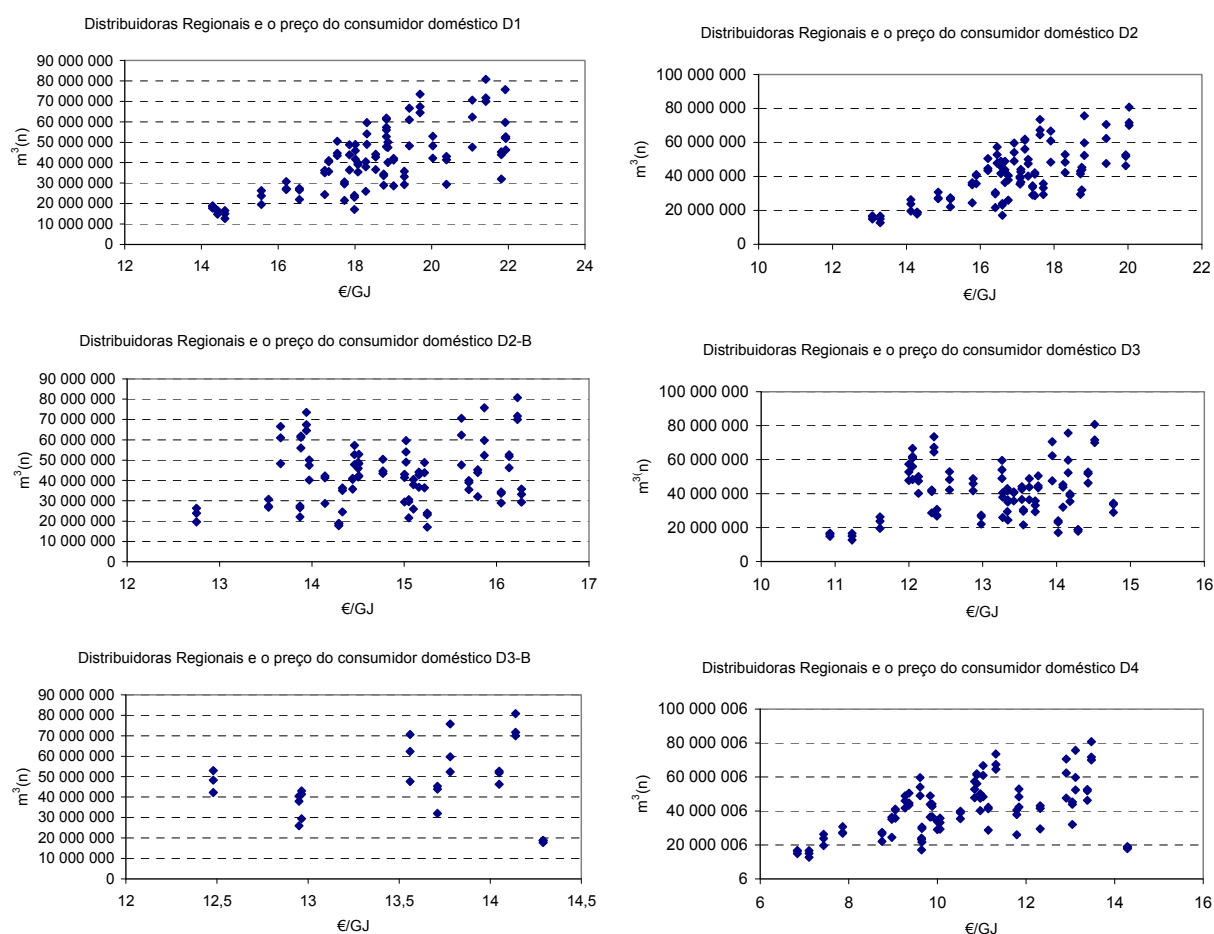 Distribuidoras Regionais e o preço do consumidor doméstico D1
90 000 000
80 000 000
70 000 000
60 000 000
50 000 000
40 000 000
30 000 000
20 000 000
10 000 000
0
m³(n)
12 14 16 18 20 22 24
€/GJ
Distribuidoras Regionais e o preço do consumidor doméstico D2
100 000 000
80 000 000
60 000 000
40 000 000
20 000 000
0
m³(n)
10 12 14 16 18 20 22
€/GJ
Distribuidoras Regionais e o preço do consumidor doméstico D2-B
90 000 000
80 000 000
70 000 000
60 000 000
50 000 000
40 000 000
30 000 000
20 000 000
10 000 000
0
m³(n)
12 13 14 15 16 17
€/GJ
Distribuidoras Regionais e o preço do consumidor doméstico D3
100 000 000
80 000 000
60 000 000
40 000 000
20 000 000
0
m³(n)
10 11 12 13 14 15 16
€/GJ
Distribuidoras Regionais e o preço do consumidor doméstico D3-B
90 000 000
80 000 000
70 000 000
60 000 000
50 000 000
40 000 000
30 000 000
20 000 000
10 000 000
0
m³(n)
12 12,5 13 13,5 14 14,5
€/GJ
Distribuidoras Regionais e o preço do consumidor doméstico D4
100 000 006
80 000 006
60 000 006
40 000 006
20 000 006
6
m³(n)
6 8 10 12 14 16
€/GJ